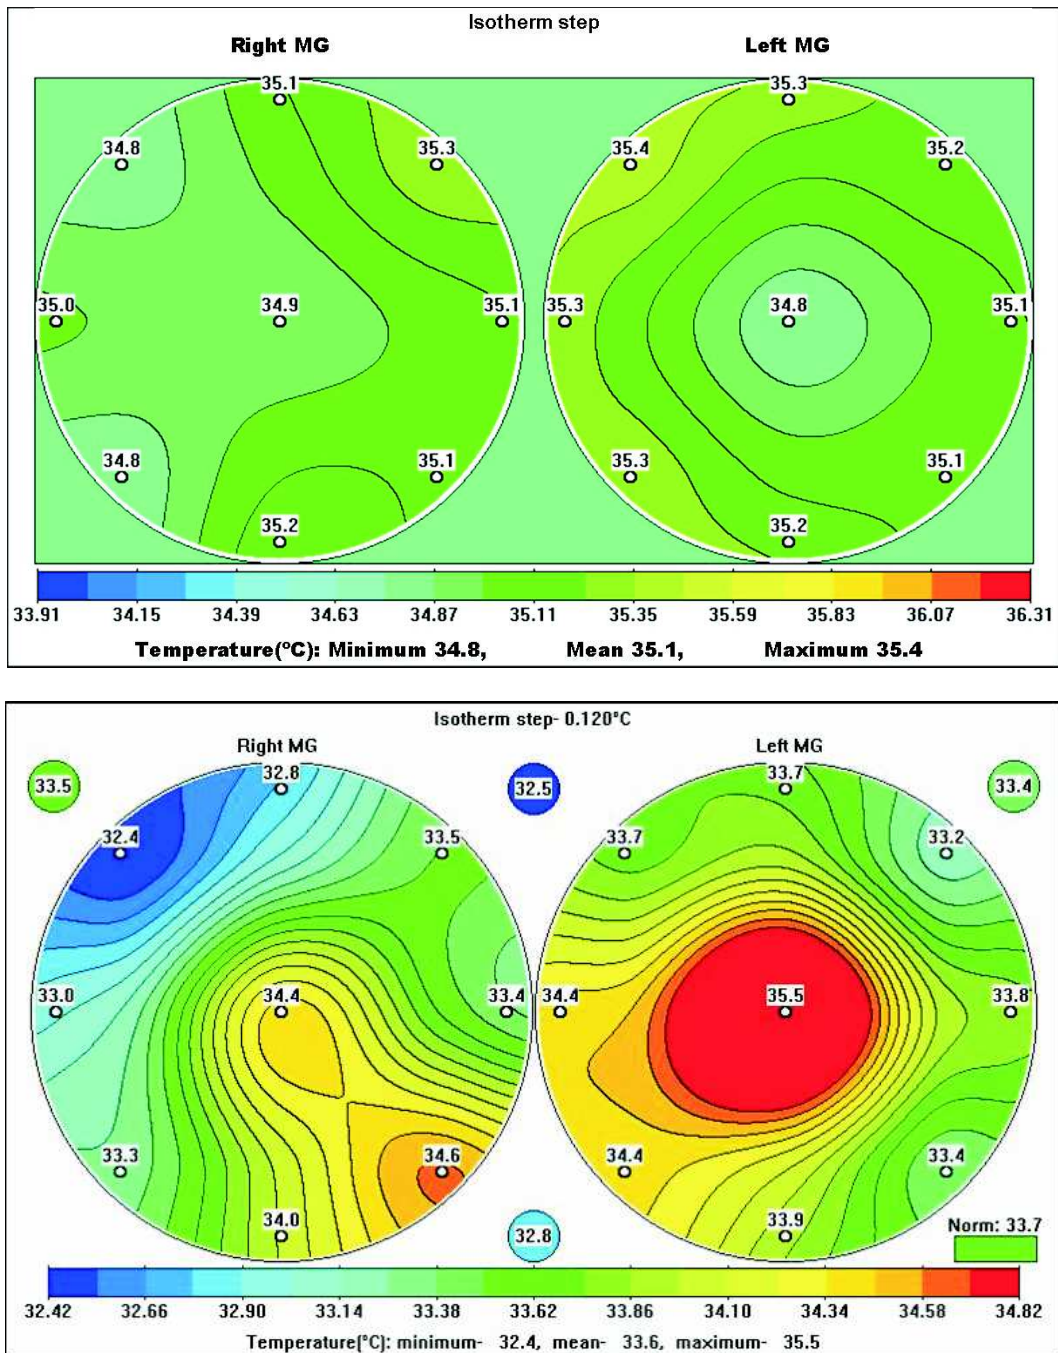 Isotherm step
Right MG Left MG
35.1 35.3
34.8 35.3 35.4 35.2
35.0 34.9 35.1 35.3 34.8 35.1
34.8 35.1 35.3 35.1
35.2 35.2
33.91 34.15 34.39 34.63 34.87 35.11 35.35 35.59 35.83 36.07 36.31
Temperature(ºC): Minimum 34.8, Mean 35.1, Maximum 35.4
Isotherm step- 0.120°C
Right MG Left MG
33.5 32.8 32.5 33.7 33.4
32.4 33.5 33.7 33.2
33.0 34.4 33.4 34.4 35.5 33.8
33.3 34.6 34.4 33.4
34.0 32.8 33.9
Norm: 33.7
32.42 32.66 32.90 33.14 33.38 33.62 33.86 34.10 34.34 34.58 34.82
Temperature(°C): minimum- 32.4, mean- 33.6, maximum- 35.5